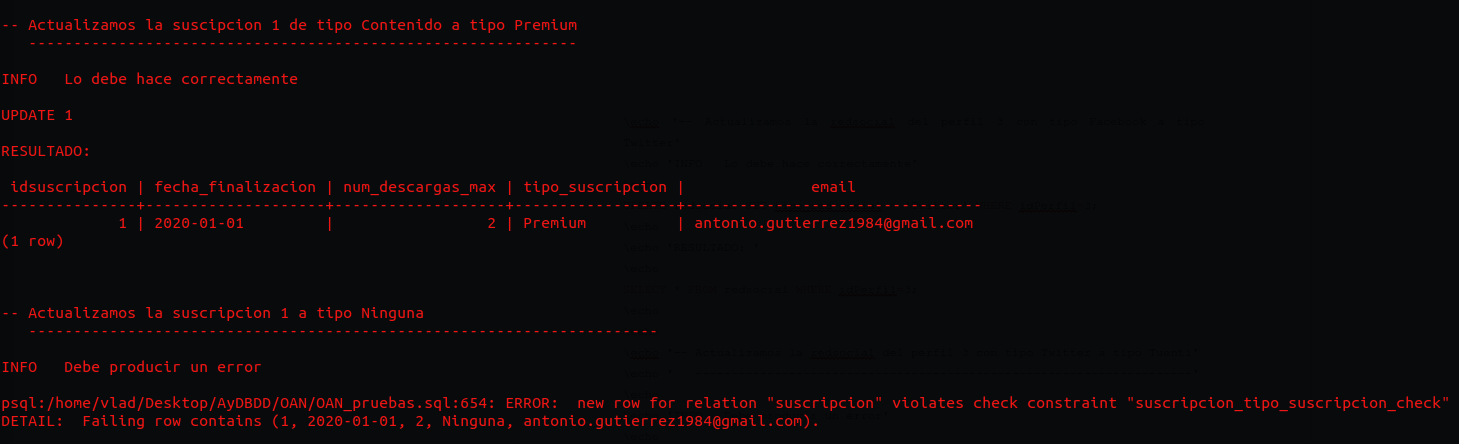 -- Actualizamos la suscipcion 1 de tipo Contenido a tipo Premium
   -------------------------------------------------------------
INFO   Lo debe hace correctamente
UPDATE 1
RESULTADO:
 idsuscripcion | fecha_finalizacion | num_descargas_max | tipo_suscripcion |              email
---------------+--------------------+-------------------+------------------+---------------------------------
             1 | 2020-01-01         |                 2 | Premium          | antonio.gutierrez1984@gmail.com
(1 row)
-- Actualizamos la suscripcion 1 a tipo Ninguna
   ----------------------------------------------------------------------
INFO   Debe producir un error
psql:/home/vlad/Desktop/AyDBDD/OAN/OAN_pruebas.sql:654: ERROR:  new row for relation "suscripcion" violates check constraint "suscripcion_tipo_suscripcion_check"
DETAIL:  Failing row contains (1, 2020-01-01, 2, Ninguna, antonio.gutierrez1984@gmail.com).